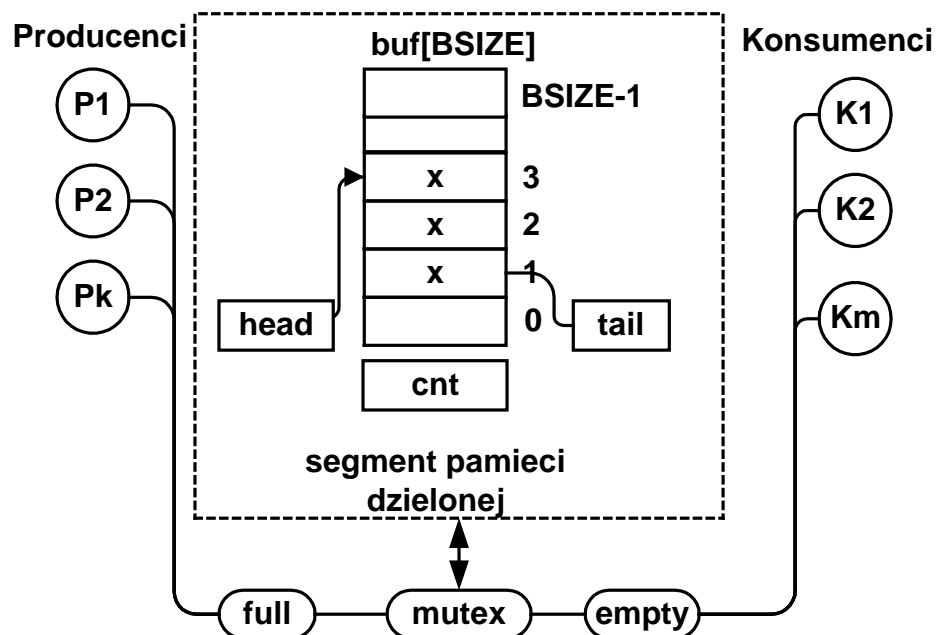 Producenci
P1
P2
Pk
buf[BSIZE]
BSIZE-1
x 3
x 2
x 1
0
head
tail
cnt
segment pamieci
dzielonej
Konsumenci
K1
K2
Km
full
mutex
empty